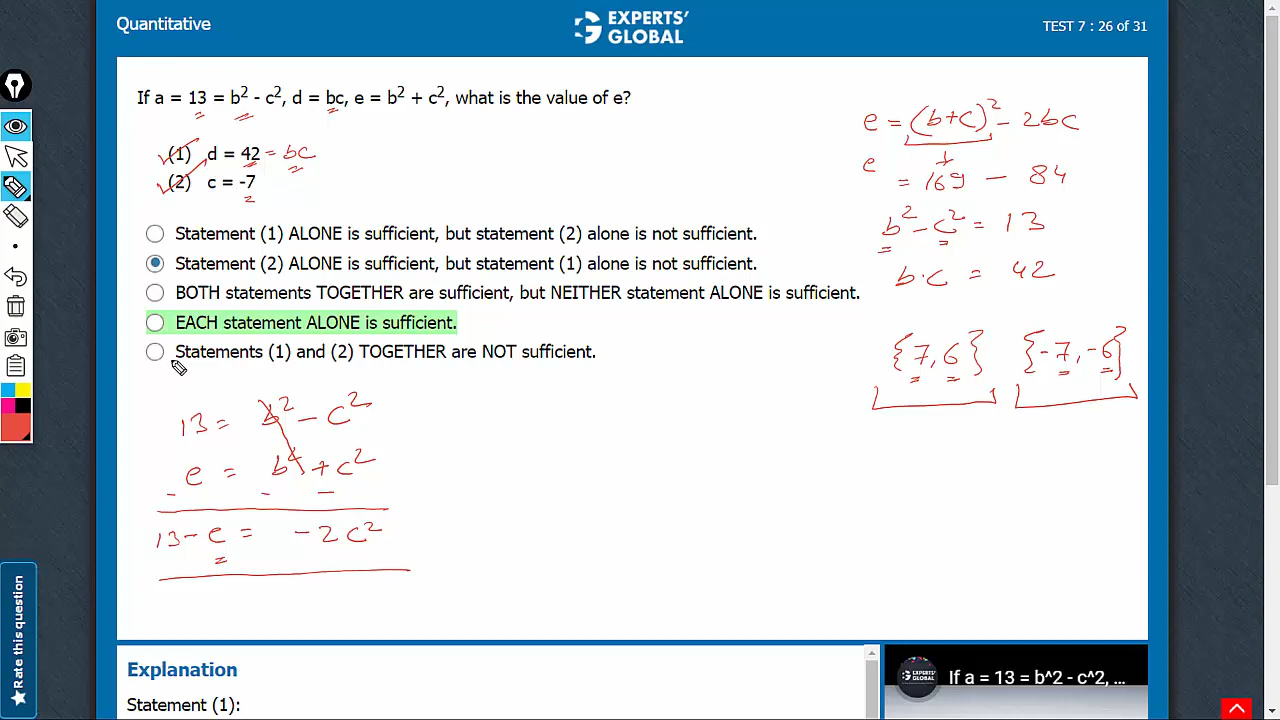 Quantitative
EXPERTS'
GLOBAL
TEST 7 : 26 of 31
If a = 13 = b² - c², d = bc, e = b² + c², what is the value of e?
(1) d = 42 = bc
(2) c = -7
Statement (1) ALONE is sufficient, but statement (2) alone is not sufficient.
Statement (2) ALONE is sufficient, but statement (1) alone is not sufficient.
BOTH statements TOGETHER are sufficient, but NEITHER statement ALONE is sufficient.
EACH statement ALONE is sufficient.
Statements (1) and (2) TOGETHER are NOT sufficient.
e = (b+c)² - 2bc
e = 169 - 84
b² - c² = 13
b·c = 42
{7, 6} {-7, -6}
13 = b² - c²
e = b² + c²
- - -
13 - e = -2c²
Rate this question
Explanation
Statement (1):
EXPERTS'
GLOBAL
If a = 13 = b^2 - c^2, ...